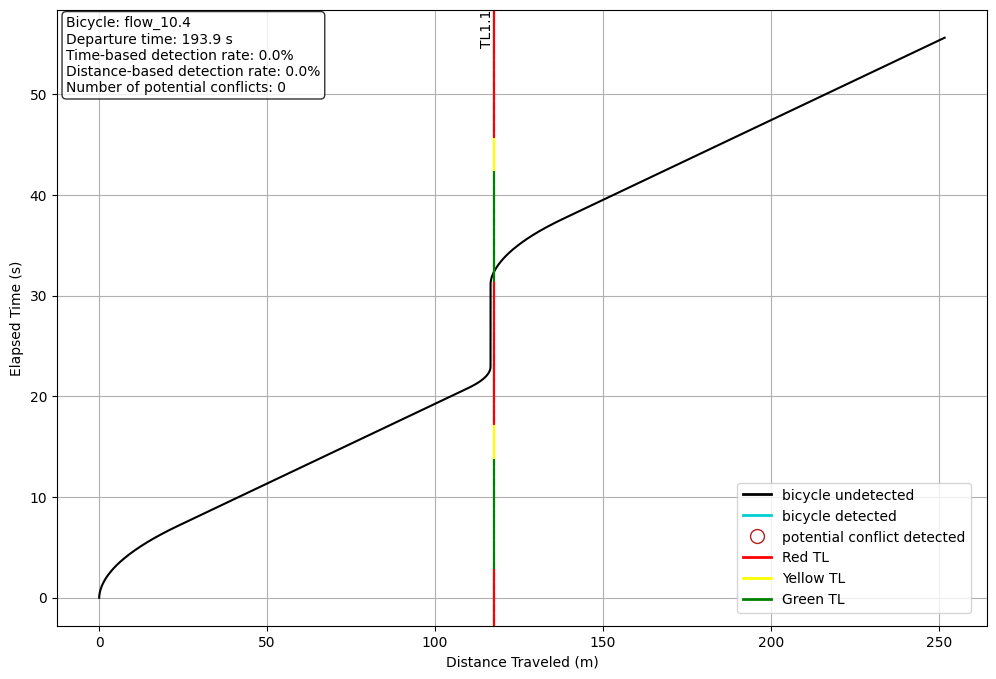 Bicycle: flow_10.4
Departure time: 193.9 s
Time-based detection rate: 0.0%
Distance-based detection rate: 0.0%
Number of potential conflicts: 0
TL1.1
50
40
30
20
10
0
Elapsed Time (s)
bicycle undetected
bicycle detected
potential conflict detected
Red TL
Yellow TL
Green TL
0 50 100 150 200 250
Distance Traveled (m)